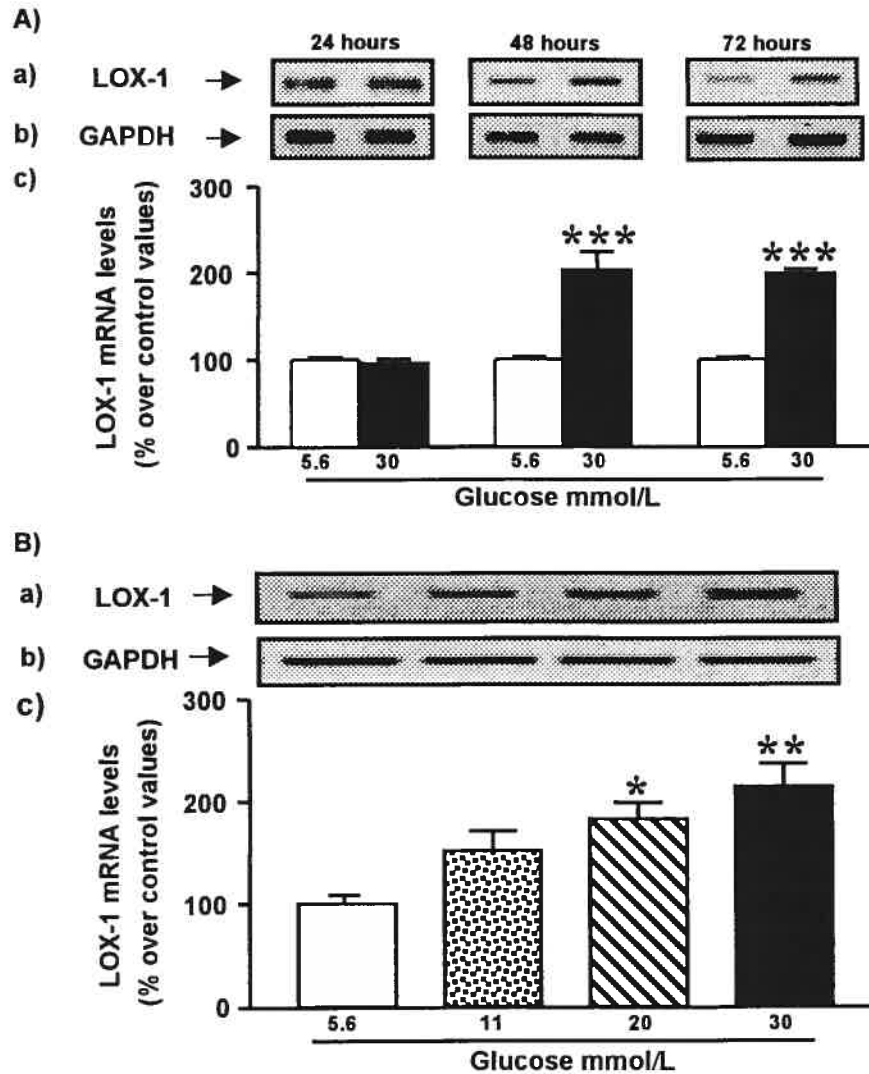 A)
24 hours 48 hours 72 hours
a) LOX-1
b) GAPDH
c)
LOX-1 mRNA levels
(% over control values)
300
200
100
0
*** ***
5.6 30 5.6 30 5.6 30
Glucose mmol/L
B)
a) LOX-1
b) GAPDH
c)
LOX-1 mRNA levels
(% over control values)
300
200
100
0
* **
5.6 11 20 30
Glucose mmol/L